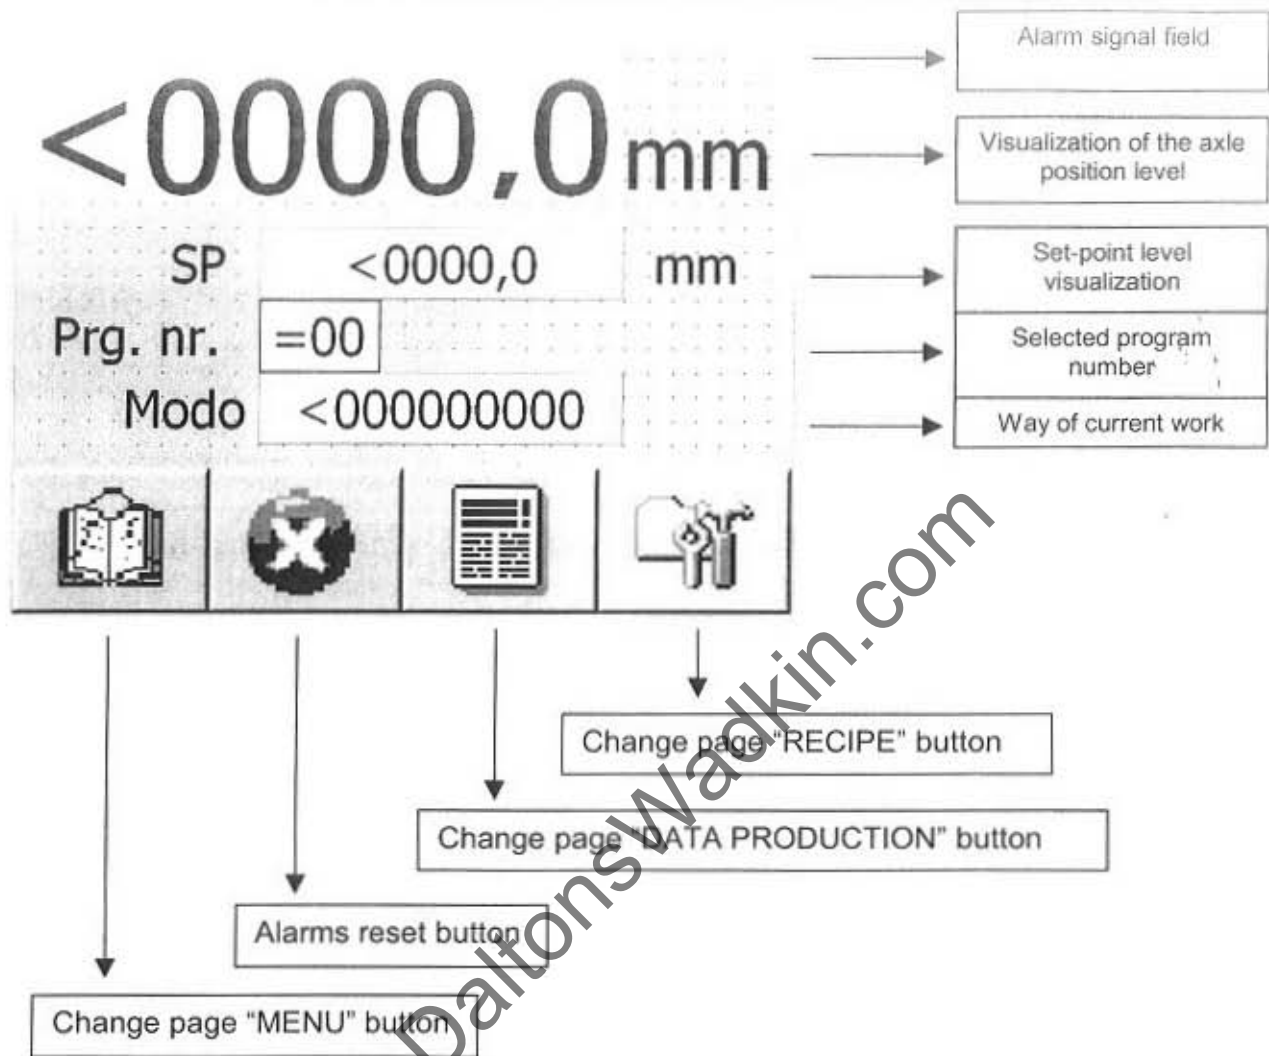 Alarm signal field
<0000,0 mm
Visualization of the axle
position level
SP <0000,0 mm
Set-point level
visualization
Prg. nr. =00
Selected program
number
Modo <000000000
Way of current work
Change page "RECIPE" button
Change page "DATA PRODUCTION" button
Alarms reset button
Change page "MENU" button
DaltonsWadkin.com